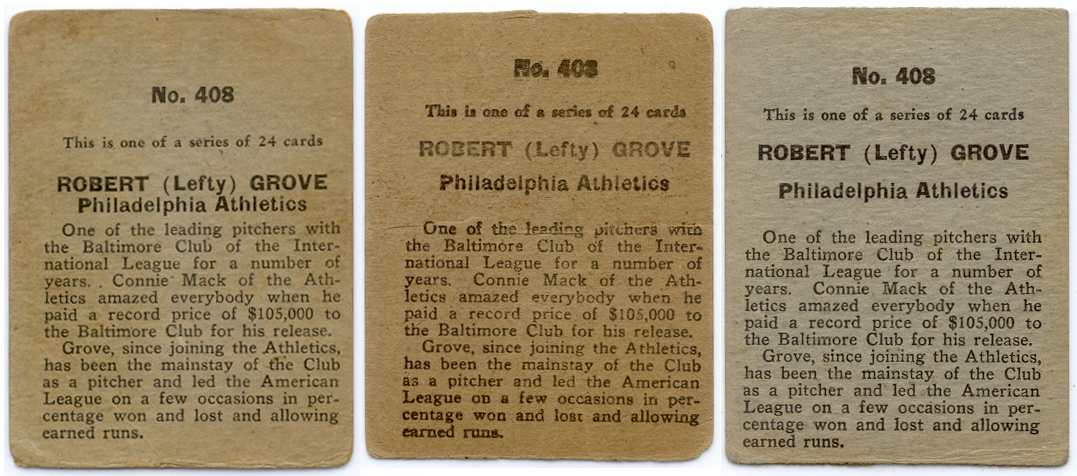 No. 408
This is one of a series of 24 cards
ROBERT (Lefty) GROVE
Philadelphia Athletics
One of the leading pitchers with
the Baltimore Club of the Inter-
national League for a number of
years. . Connie Mack of the Ath-
letics amazed everybody when he
paid a record price of $105,000 to
the Baltimore Club for his release.
Grove, since joining the Athletics,
has been the mainstay of the Club
as a pitcher and led the American
League on a few occasions in per-
centage won and lost and allowing
earned runs.
No. 408
This is one of a series of 24 cards
ROBERT (Lefty) GROVE
Philadelphia Athletics
One of the leading pitchers with
the Baltimore Club of the Inter-
national League for a number of
years. Connie Mack of the Ath-
letics amazed everybody when he
paid a record price of $105,000 to
the Baltimore Club for his release.
Grove, since joining the Athletics,
has been the mainstay of the Club
as a pitcher and led the American
League on a few occasions in per-
centage won and lost and allowing
earned runs.
No. 408
This is one of a series of 24 cards
ROBERT (Lefty) GROVE
Philadelphia Athletics
One of the leading pitchers with
the Baltimore Club of the Inter-
national League for a number of
years. Connie Mack of the Ath-
letics amazed everybody when he
paid a record price of $105,000 to
the Baltimore Club for his release.
Grove, since joining the Athletics,
has been the mainstay of the Club
as a pitcher and led the American
League on a few occasions in per-
centage won and lost and allowing
earned runs.